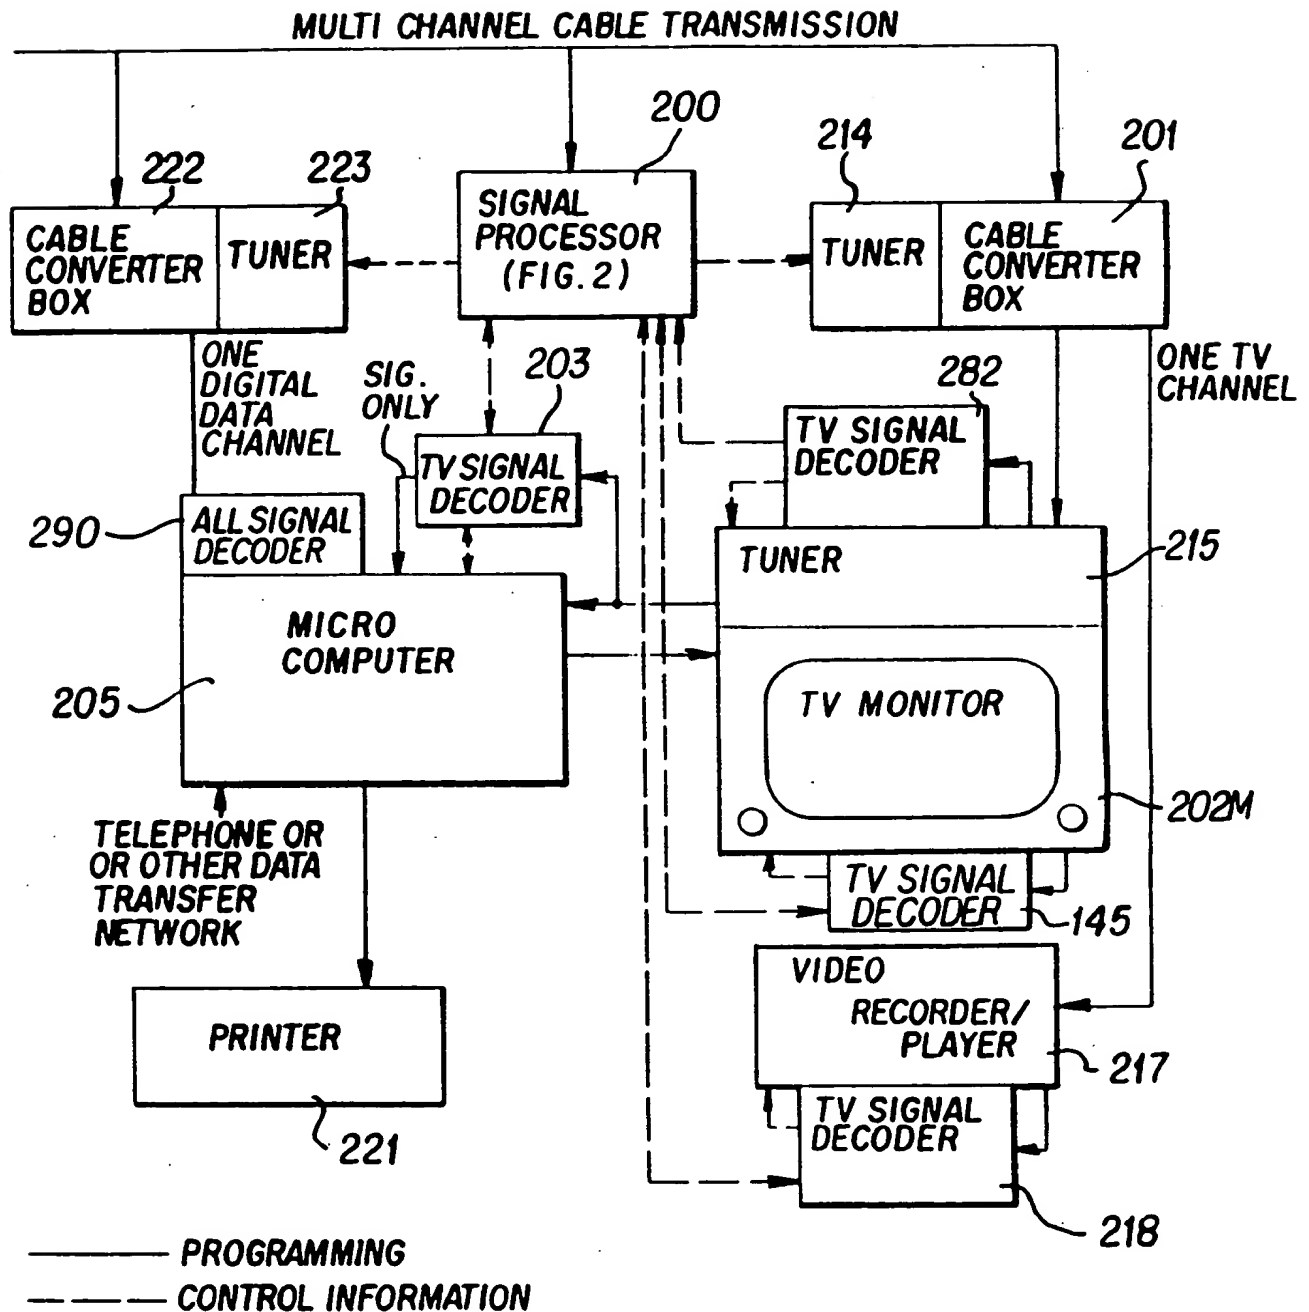 MULTI CHANNEL CABLE TRANSMISSION
200
214
201
222
223
CABLE
CONVERTER
BOX
TUNER
SIGNAL
PROCESSOR
(FIG. 2)
TUNER
CABLE
CONVERTER
BOX
ONE
DIGITAL
DATA
CHANNEL
SIG.
ONLY
203
282
ONE TV
CHANNEL
TV SIGNAL
DECODER
TV SIGNAL
DECODER
290
ALL SIGNAL
DECODER
TUNER
215
MICRO
COMPUTER
205
TV MONITOR
202M
TELEPHONE OR
OR OTHER DATA
TRANSFER
NETWORK
TV SIGNAL
DECODER
145
VIDEO
RECORDER/
PLAYER
217
PRINTER
221
TV SIGNAL
DECODER
218
PROGRAMMING
CONTROL INFORMATION